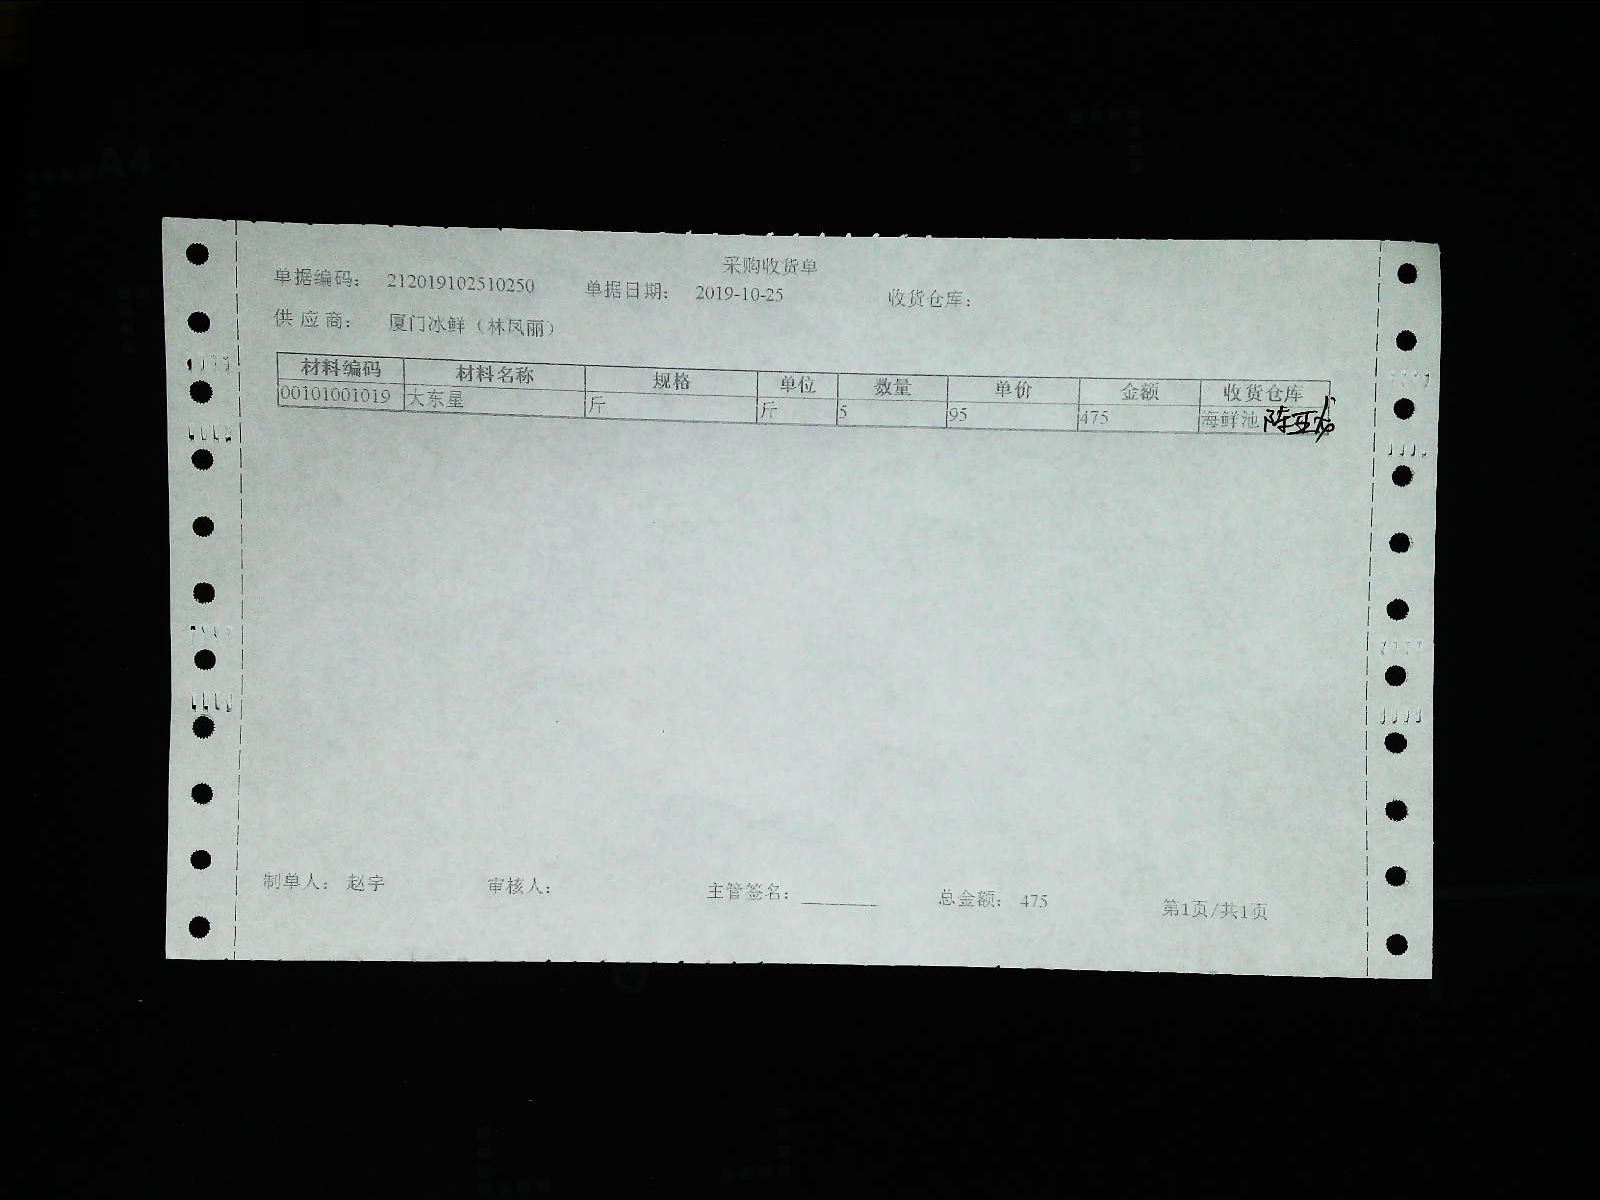 采购收货单
单据编码： 212019102510250 单据日期： 2019-10-25 收货仓库：
供 应 商： 厦门冰鲜（林凤丽）
材料编码 材料名称 规格 单位 数量 单价 金额 收货仓库
00101001019 大东星 斤 斤 5 95 475 海鲜池
制单人： 赵宇 审核人： 主管签名： 总金额： 475 第1页/共1页